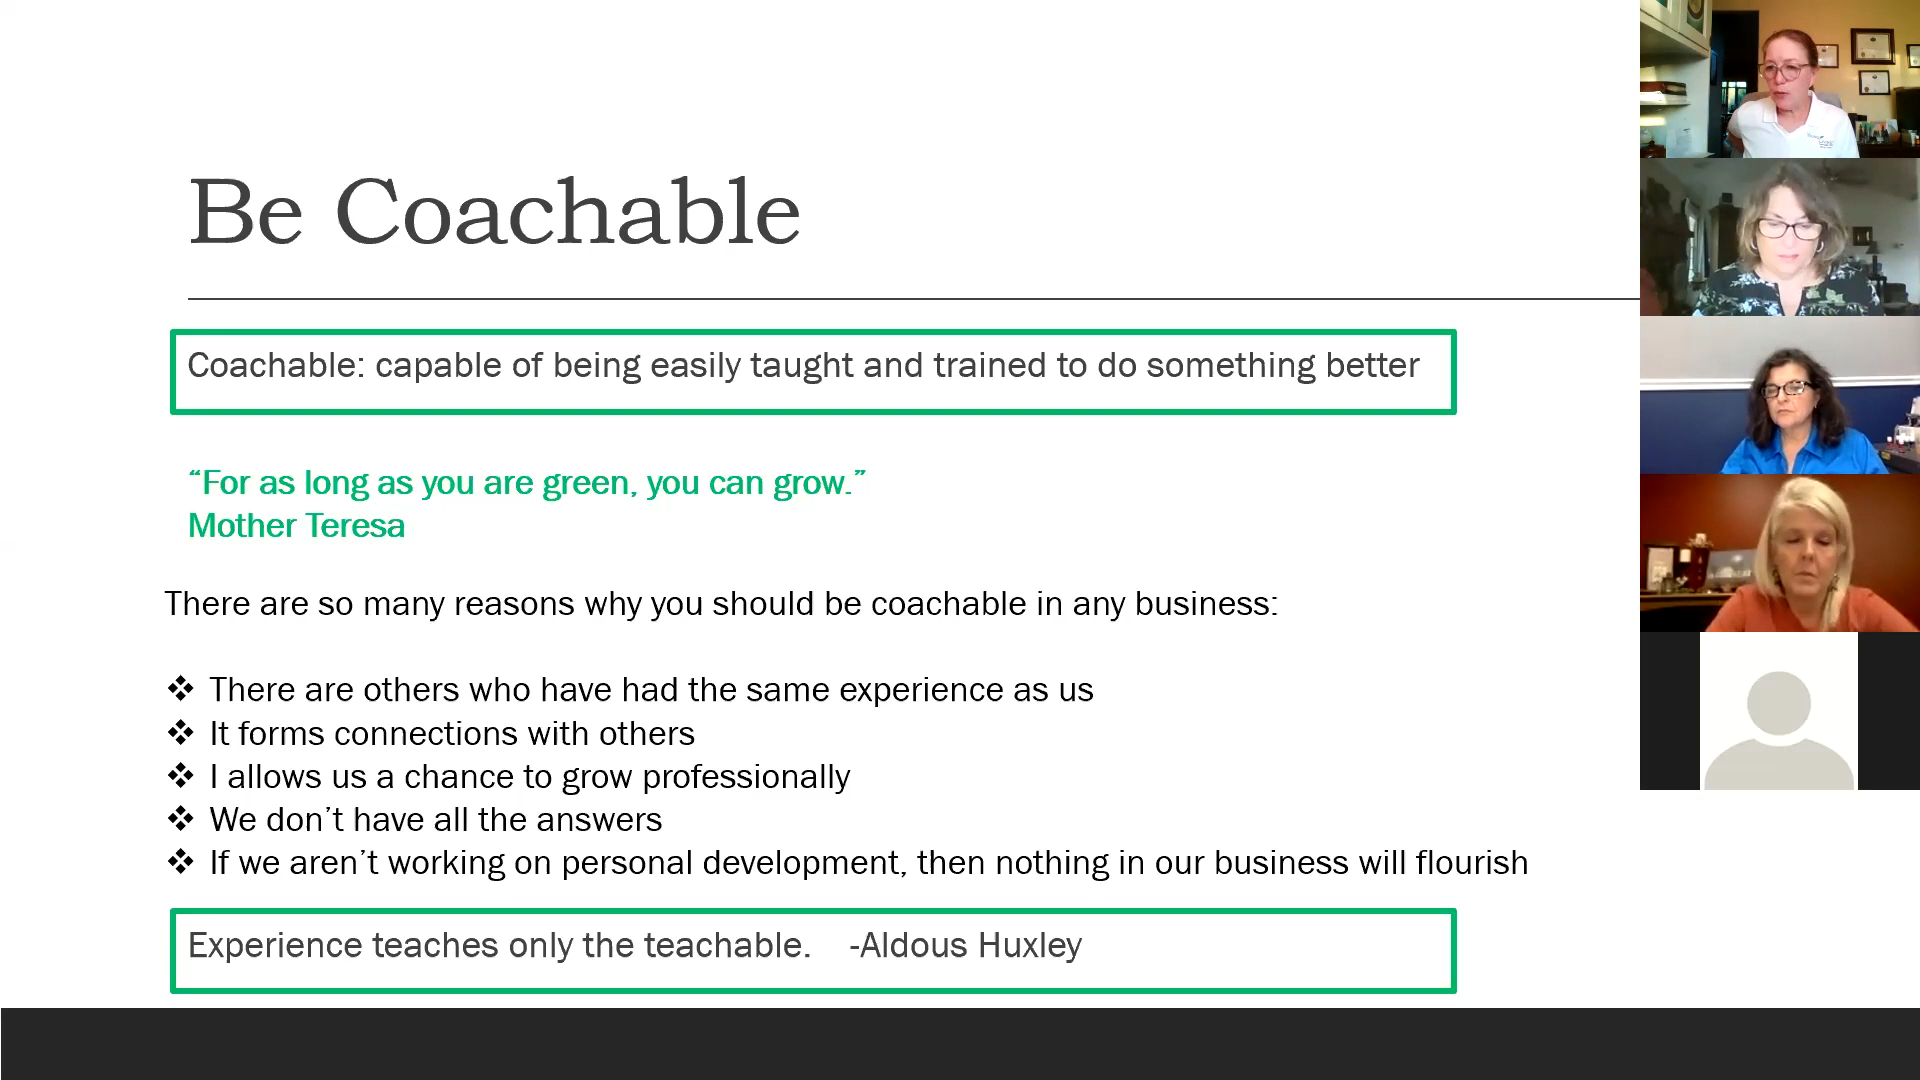 Be Coachable
Coachable: capable of being easily taught and trained to do something better
“For as long as you are green, you can grow.”
Mother Teresa
There are so many reasons why you should be coachable in any business:
❖ There are others who have had the same experience as us
❖ It forms connections with others
❖ I allows us a chance to grow professionally
❖ We don’t have all the answers
❖ If we aren’t working on personal development, then nothing in our business will flourish
Experience teaches only the teachable. -Aldous Huxley